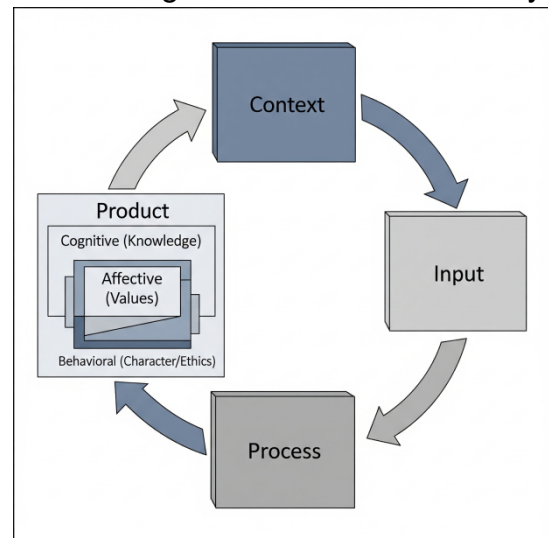 Context
Input
Process
Product
Cognitive (Knowledge)
Affective
(Values)
Behavioral (Character/Ethics)